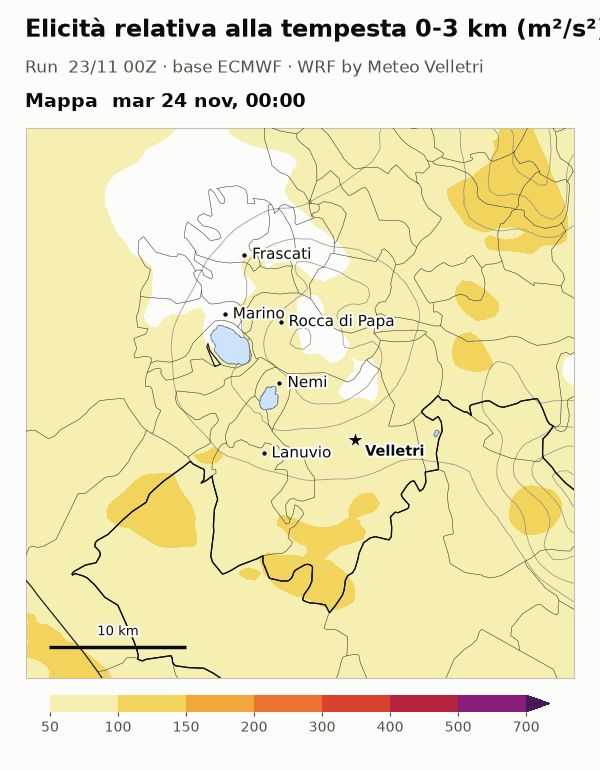 Elicità relativa alla tempesta 0-3 km (m²/s²)
Run 23/11 00Z · base ECMWF · WRF by Meteo Velletri
Mappa mar 24 nov, 00:00
Frascati
Marino
Rocca di Papa
Nemi
Lanuvio
Velletri
10 km
50 100 150 200 300 400 500 700